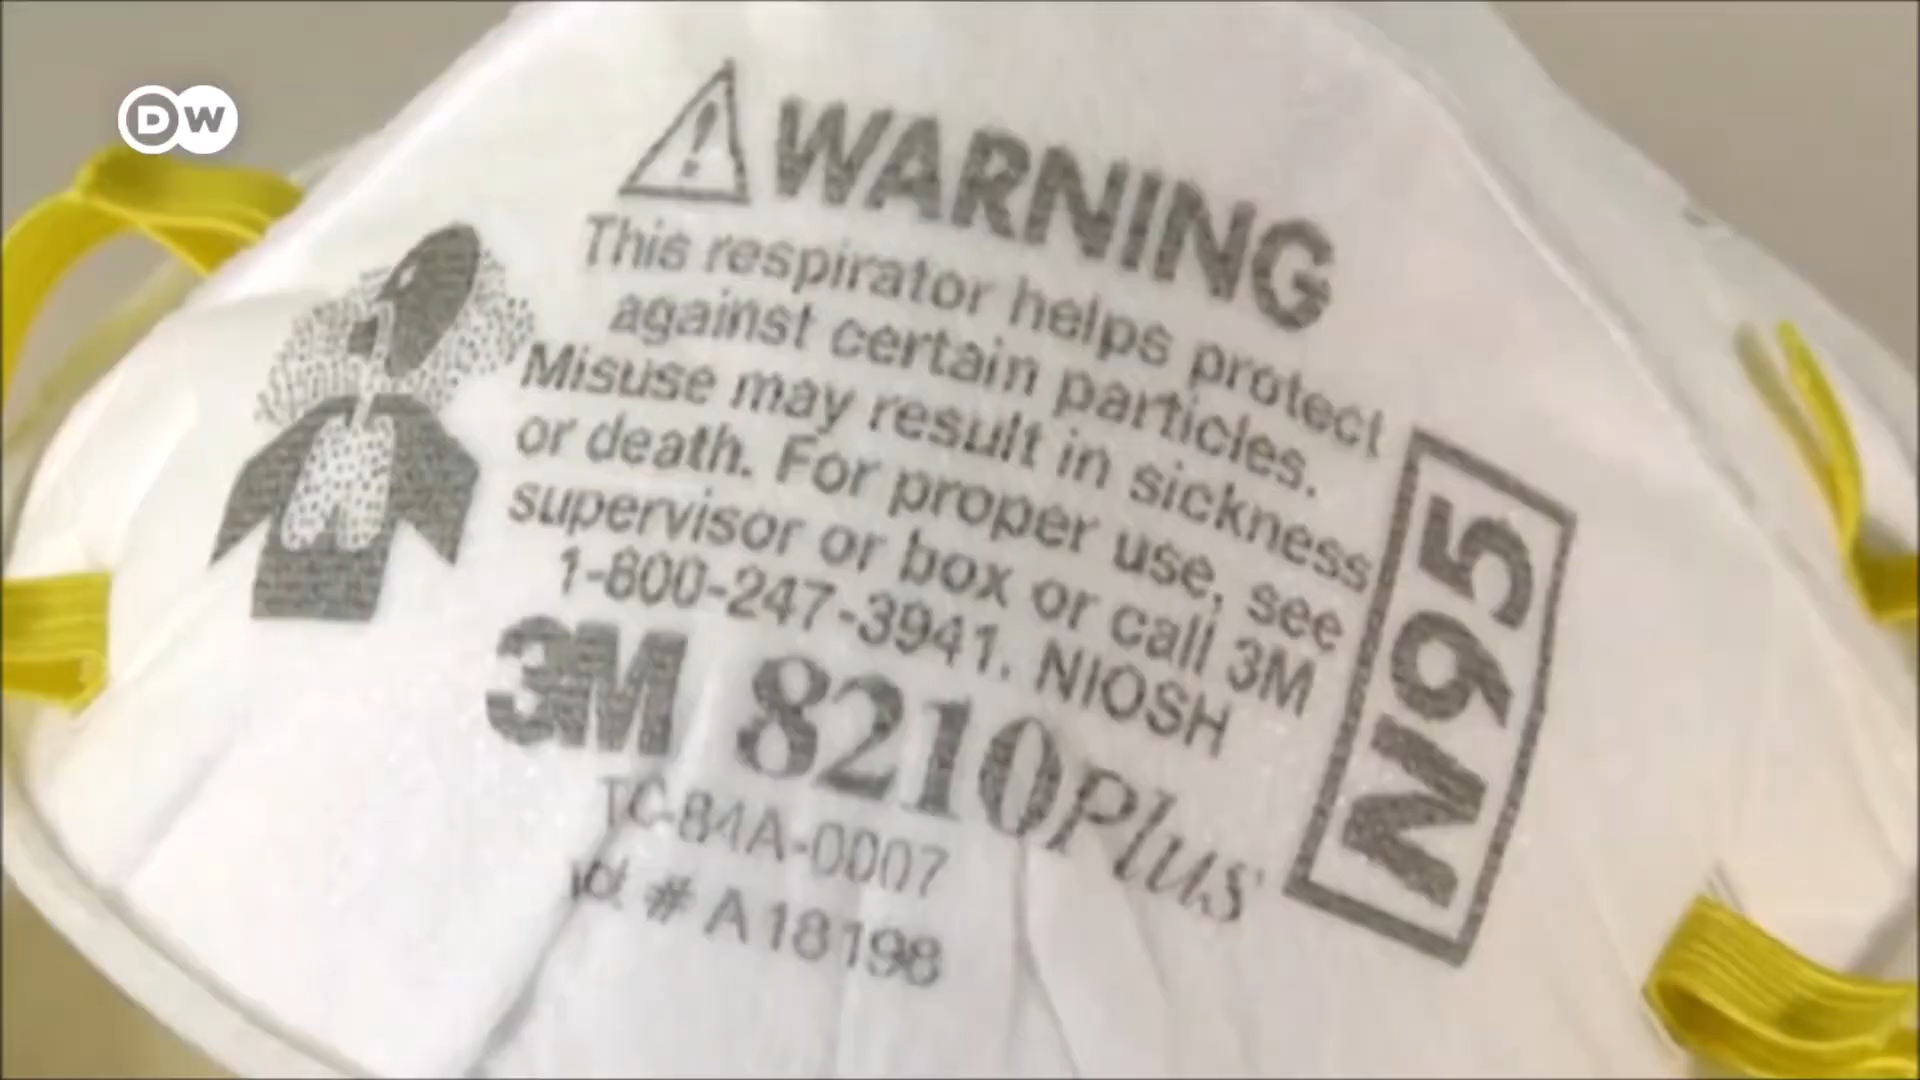 DW
WARNING
This respirator helps protect
against certain particles.
Misuse may result in sickness
or death. For proper use, see
supervisor or box or call 3M
1-800-247-3941. NIOSH
3M 8210Plus
N95
TC-84A-0007
lot # A18198